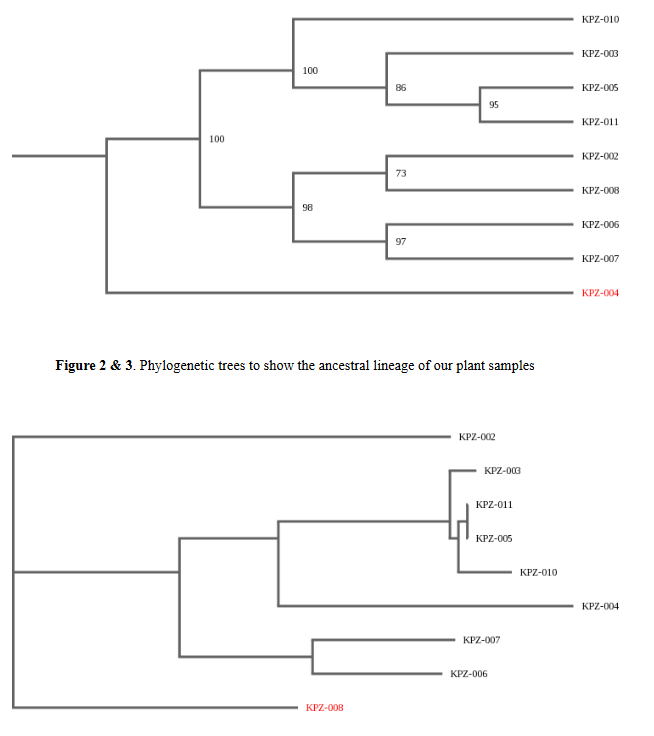 KPZ-010
KPZ-003
100
86
KPZ-005
95
KPZ-011
100
KPZ-002
73
KPZ-008
98
KPZ-006
97
KPZ-007
KPZ-004
Figure 2 & 3. Phylogenetic trees to show the ancestral lineage of our plant samples
KPZ-002
KPZ-003
KPZ-011
KPZ-005
KPZ-010
KPZ-004
KPZ-007
KPZ-006
KPZ-008